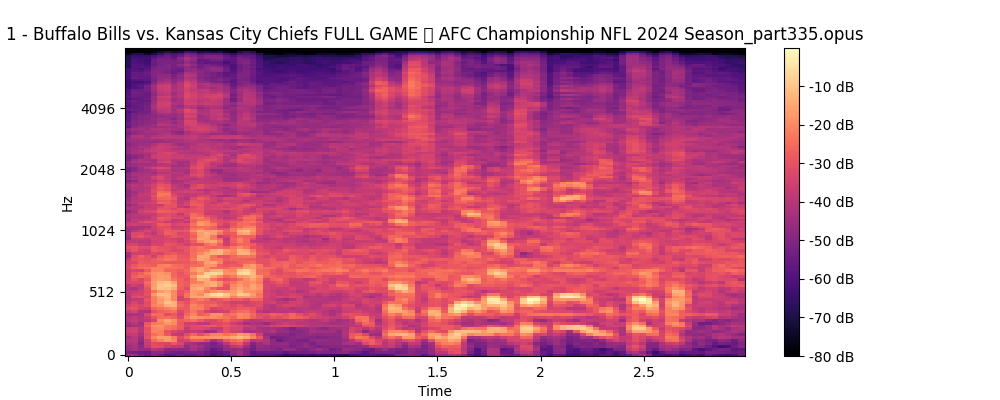 1 - Buffalo Bills vs. Kansas City Chiefs FULL GAME ▯ AFC Championship NFL 2024 Season_part335.opus
4096
2048
1024
512
0
Hz
0
0.5
1
1.5
2
2.5
Time
-10 dB
-20 dB
-30 dB
-40 dB
-50 dB
-60 dB
-70 dB
-80 dB